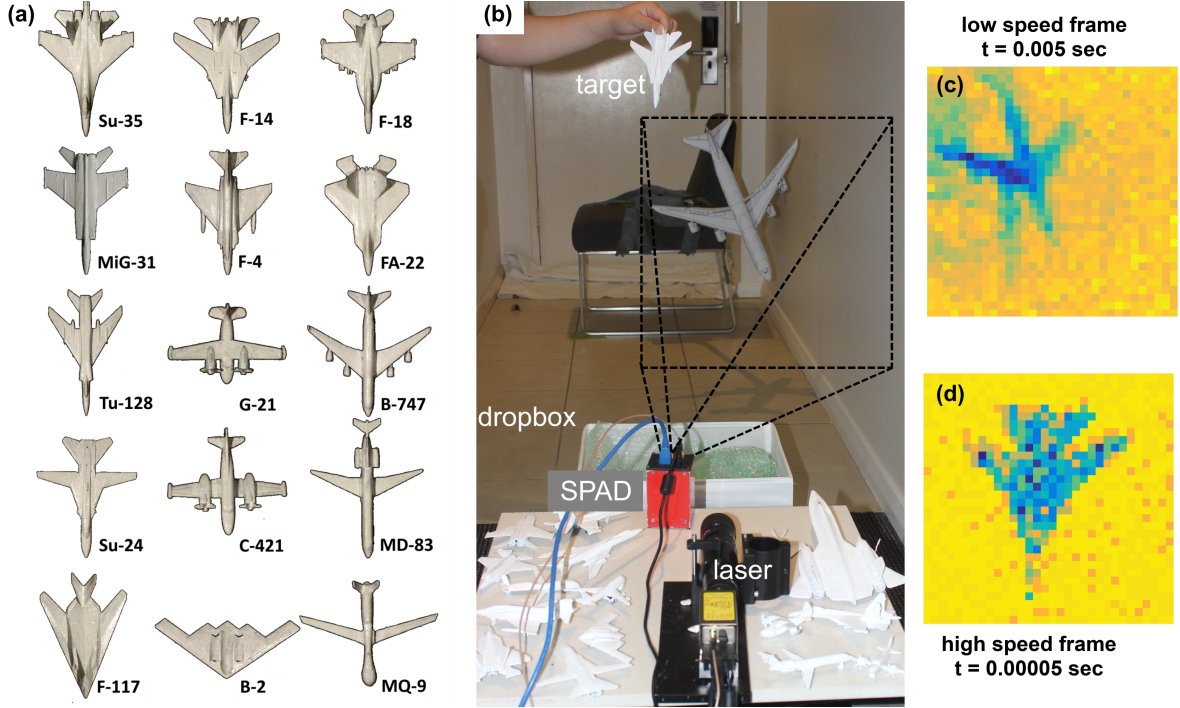 (a)
Su-35
F-14
F-18
MiG-31
F-4
FA-22
Tu-128
G-21
B-747
Su-24
C-421
MD-83
F-117
B-2
MQ-9
(b)
target
dropbox
SPAD
laser
low speed frame
t = 0.005 sec
(c)
(d)
high speed frame
t = 0.00005 sec